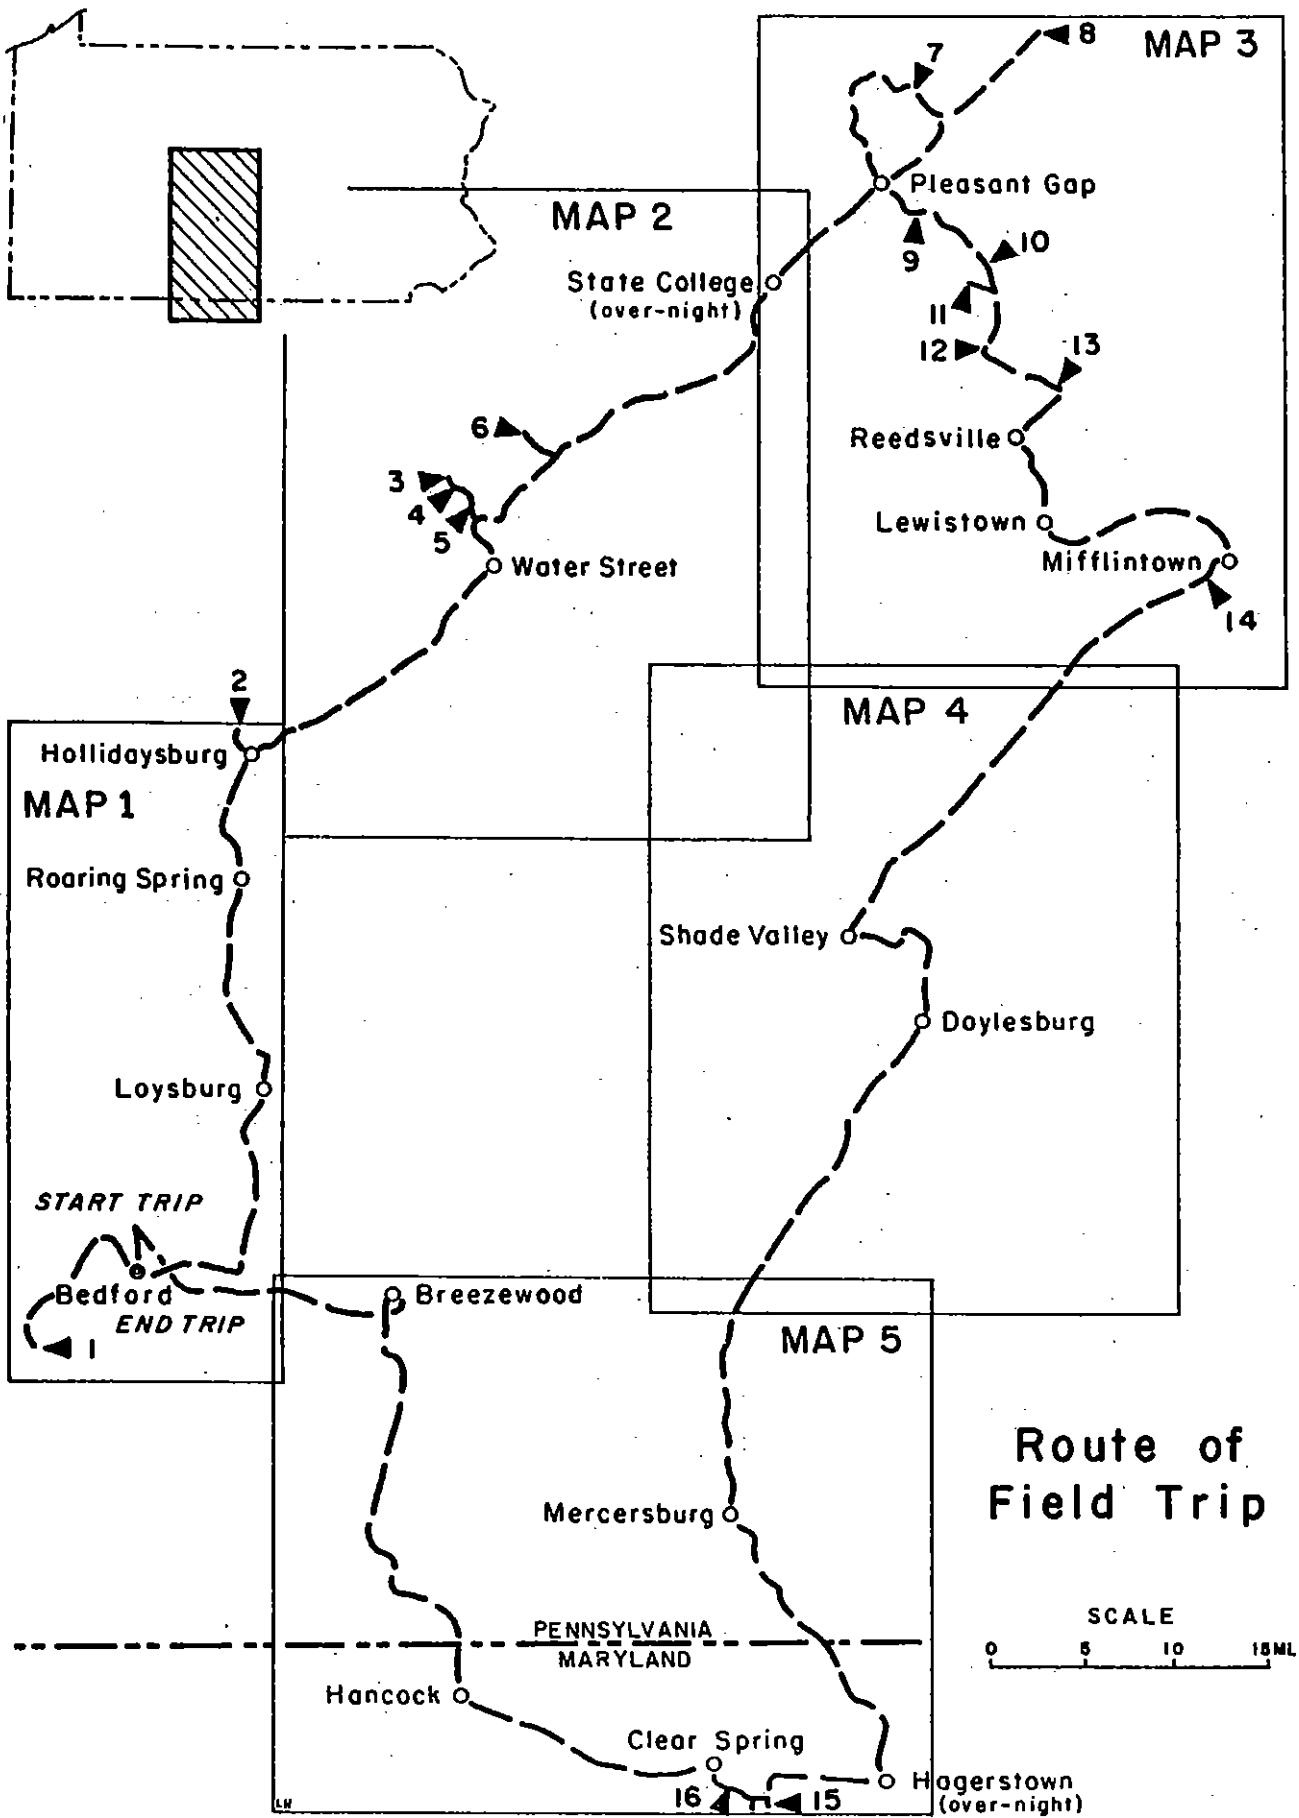 MAP 3
8
7
Pleasant Gap
MAP 2
9
10
State College
(over-night)
11
12
13
6
Reedsville
3
4
5
Lewistown
Water Street
Mifflintown
14
2
MAP 4
Hollidaysburg
MAP 1
Roaring Spring
Shade Valley
Doylesburg
Loysburg
START TRIP
Bedford
END TRIP
1
Breezewood
MAP 5
Route of
Field Trip
Mercersburg
SCALE
0 5 10 15 MI.
PENNSYLVANIA
MARYLAND
Hancock
Clear Spring
16
15
Hagerstown
(over-night)
LH